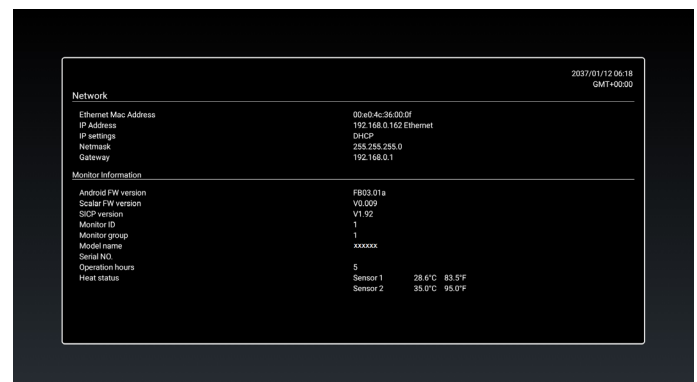 2037/01/12 06:18
GMT+00:00
Network
Ethernet Mac Address 00:e0:4c:36:00:0f
IP Address 192.168.0.162 Ethernet
IP settings DHCP
Netmask 255.255.255.0
Gateway 192.168.0.1
Monitor Information
Android FW version FB03.01a
Scalar FW version V0.009
SICP version V1.92
Monitor ID 1
Monitor group 1
Model name xxxxxx
Serial NO.
Operation hours 5
Heat status Sensor 1 28.6°C 83.5°F
Sensor 2 35.0°C 95.0°F